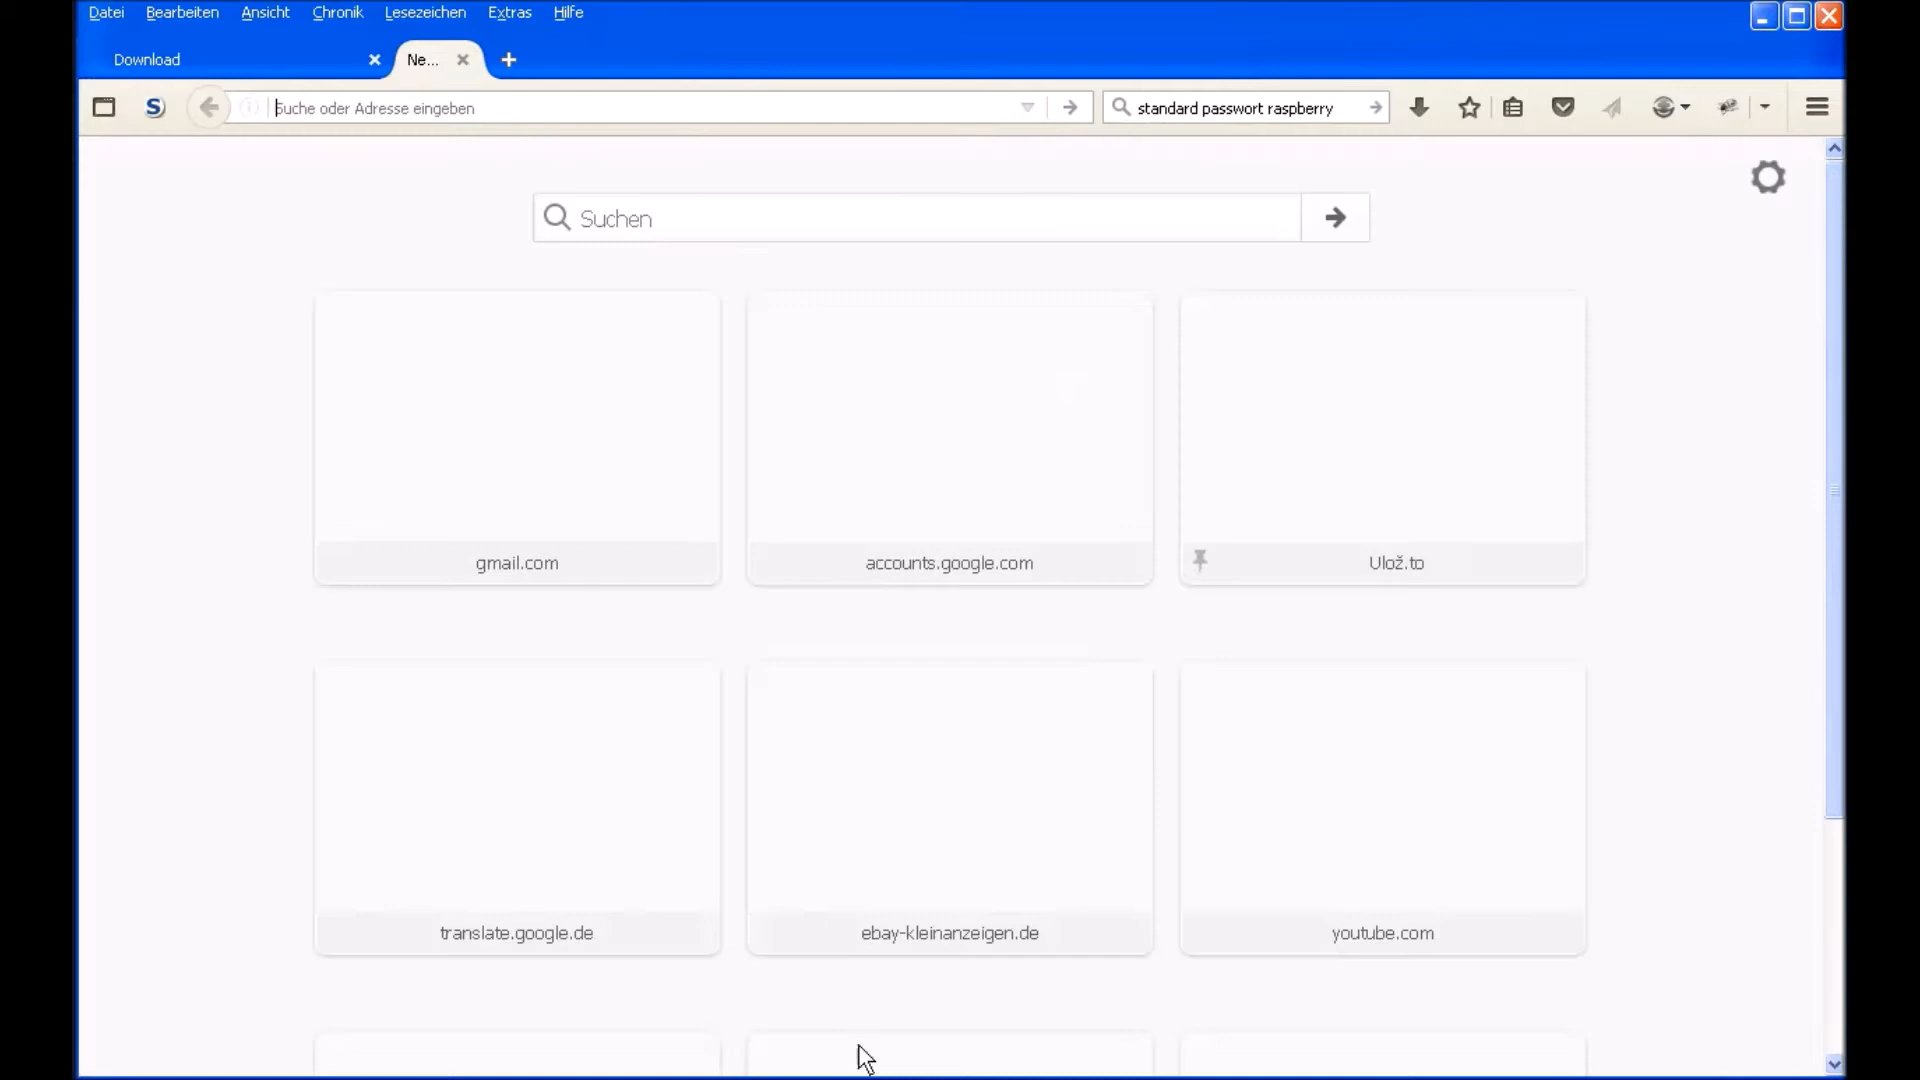 Datei Bearbeiten Ansicht Chronik Lesezeichen Extras Hilfe
Download Ne...
S Suche oder Adresse eingeben standard passwort raspberry
Suchen
gmail.com accounts.google.com Ulož.to
translate.google.de ebay-kleinanzeigen.de youtube.com